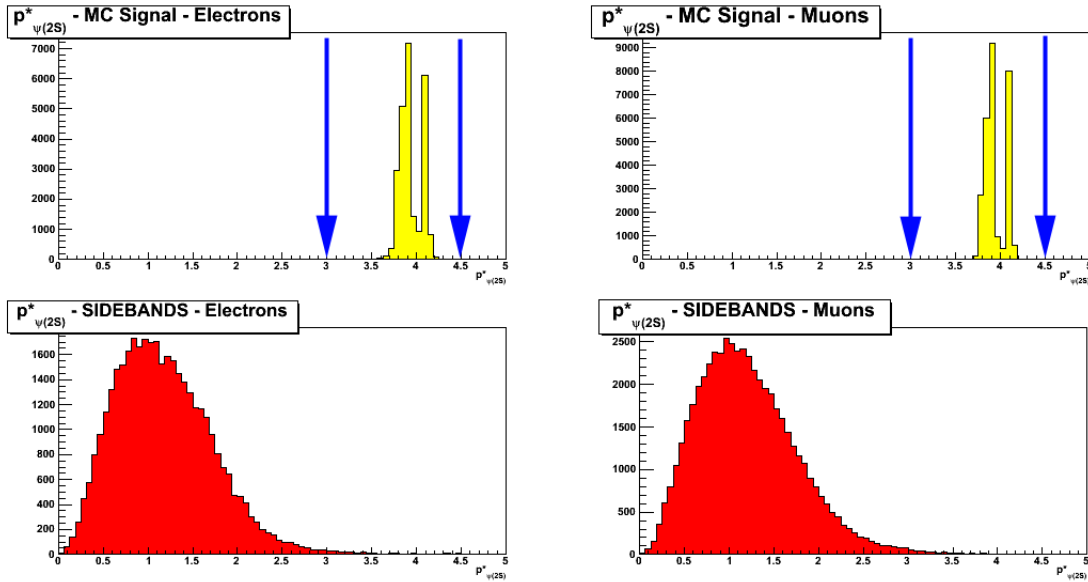 p*ψ(2S) - MC Signal - Electrons
7000
6000
5000
4000
3000
2000
1000
0
0 0.5 1 1.5 2 2.5 3 3.5 4 4.5 5
p*ψ(2S)
p*ψ(2S) - MC Signal - Muons
9000
8000
7000
6000
5000
4000
3000
2000
1000
0
0 0.5 1 1.5 2 2.5 3 3.5 4 4.5 5
p*ψ(2S)
p*ψ(2S) - SIDEBANDS - Electrons
1600
1400
1200
1000
800
600
400
200
0
0 0.5 1 1.5 2 2.5 3 3.5 4 4.5 5
p*ψ(2S)
p*ψ(2S) - SIDEBANDS - Muons
2500
2000
1500
1000
500
0
0 0.5 1 1.5 2 2.5 3 3.5 4 4.5 5
p*ψ(2S)